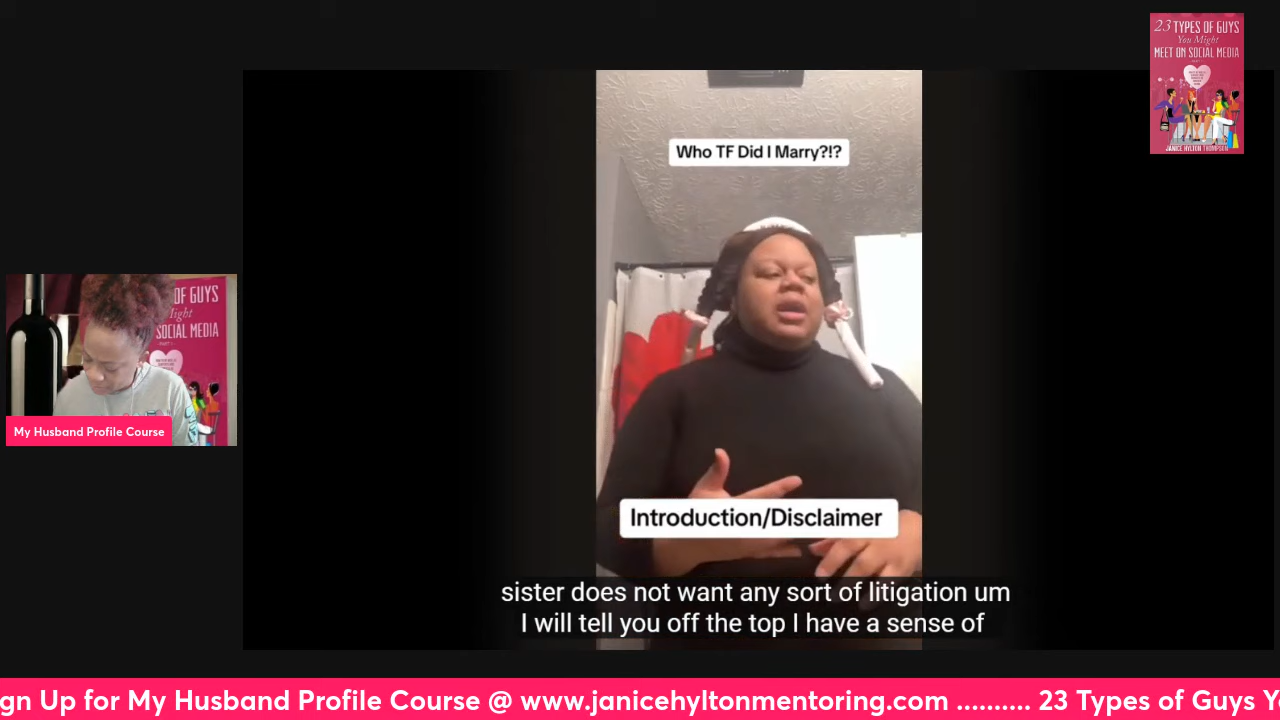 23 TYPES OF GUYS
You Might
MEET ON SOCIAL MEDIA
JANICE HYLTON THOMPSON
Who TF Did I Marry?!?
OF GUYS
Might
SOCIAL MEDIA
My Husband Profile Course
Introduction/Disclaimer
sister does not want any sort of litigation um
I will tell you off the top I have a sense of
gn Up for My Husband Profile Course @ www.janicehyltonmentoring.com .......... 23 Types of Guys Y